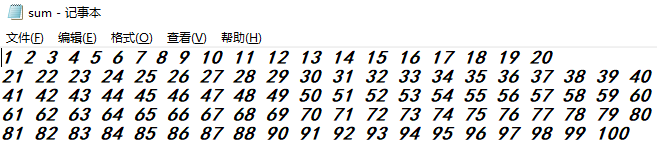 sum - 记事本
文件(F) 编辑(E) 格式(O) 查看(V) 帮助(H)
1 2 3 4 5 6 7 8 9 10 11 12 13 14 15 16 17 18 19 20
21 22 23 24 25 26 27 28 29 30 31 32 33 34 35 36 37 38 39 40
41 42 43 44 45 46 47 48 49 50 51 52 53 54 55 56 57 58 59 60
61 62 63 64 65 66 67 68 69 70 71 72 73 74 75 76 77 78 79 80
81 82 83 84 85 86 87 88 90 91 92 93 94 95 96 97 98 99 100